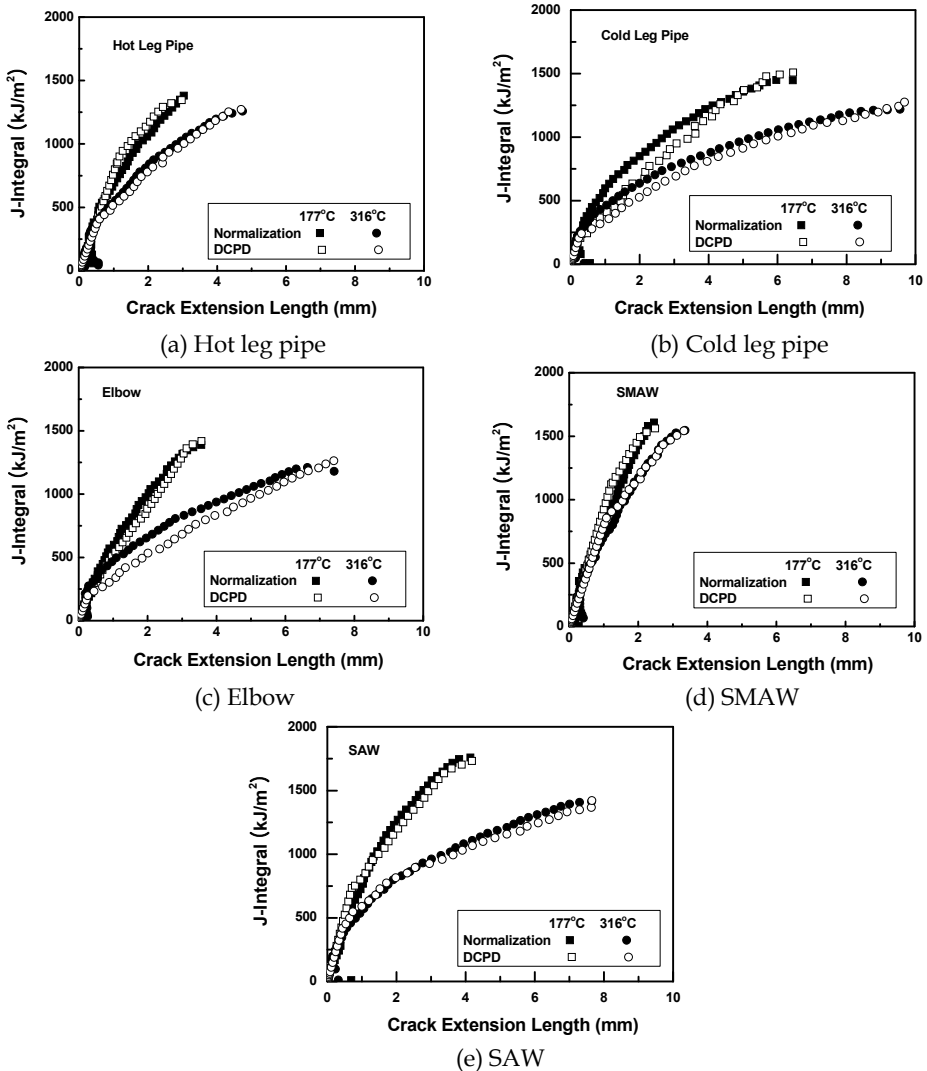 2000
1500
1000
500
0
0 2 4 6 8 10
J-Integral (kJ/m²)
Crack Extension Length (mm)
Hot Leg Pipe
177°C 316°C
Normalization
DCPD
(a) Hot leg pipe
2000
1500
1000
500
0
0 2 4 6 8 10
J-Integral (kJ/m²)
Crack Extension Length (mm)
Cold Leg Pipe
177°C 316°C
Normalization
DCPD
(b) Cold leg pipe
2000
1500
1000
500
0
0 2 4 6 8 10
J-Integral (kJ/m²)
Crack Extension Length (mm)
Elbow
177°C 316°C
Normalization
DCPD
(c) Elbow
2000
1500
1000
500
0
0 2 4 6 8 10
J-Integral (kJ/m²)
Crack Extension Length (mm)
SMAW
177°C 316°C
Normalization
DCPD
(d) SMAW
2000
1500
1000
500
0
0 2 4 6 8 10
J-Integral (kJ/m²)
Crack Extension Length (mm)
SAW
177°C 316°C
Normalization
DCPD
(e) SAW